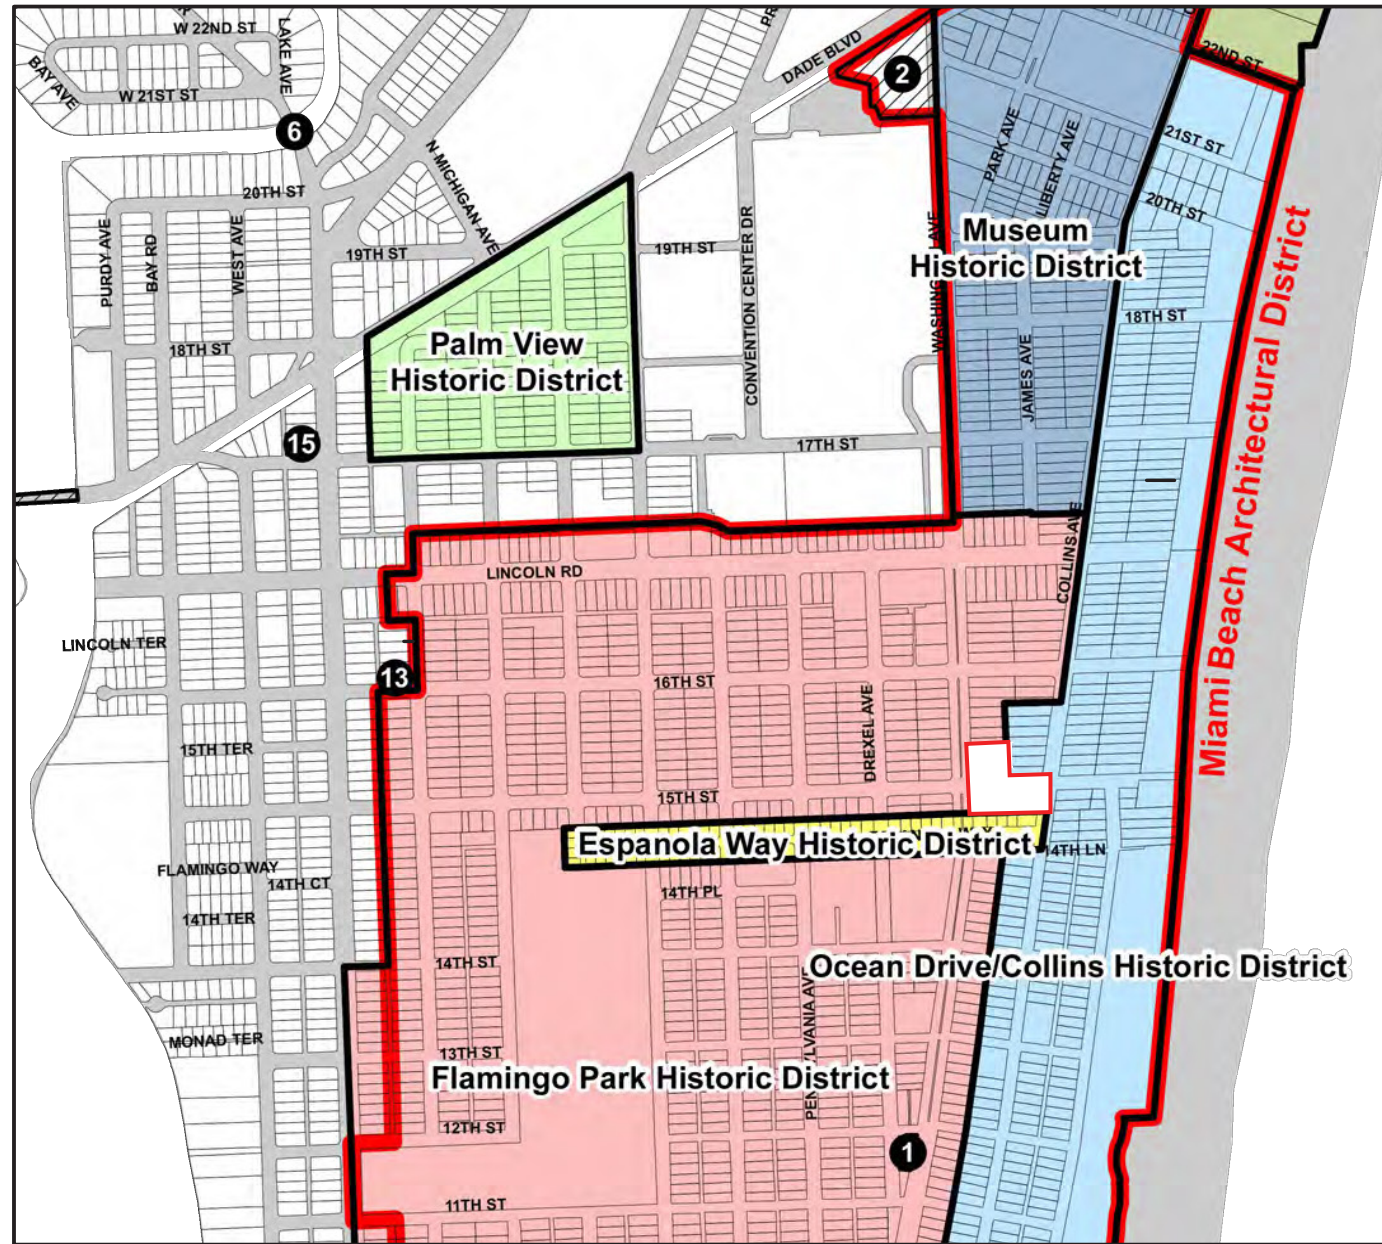 W 22ND ST
LAKE AVE
BAY AVE
W 21ST ST
DADE BLVD
2
22ND ST
6
N MICHIGAN AVE
PARK AVE
LIBERTY AVE
21ST ST
20TH ST
20TH ST
PURDY AVE
BAY RD
WEST AVE
19TH ST
19TH ST
CONVENTION CENTER DR
Museum
Historic District
18TH ST
18TH ST
Palm View
Historic District
JAMES AVE
Miami Beach Architectural District
15
17TH ST
COLLINS AVE
LINCOLN RD
LINCOLN TER
13
16TH ST
DREXEL AVE
15TH TER
15TH ST
Espanola Way Historic District
14TH LN
FLAMINGO WAY
14TH CT
14TH PL
14TH TER
14TH ST
Ocean Drive/Collins Historic District
MONAD TER
13TH ST
Flamingo Park Historic District
12TH ST
1
11TH ST